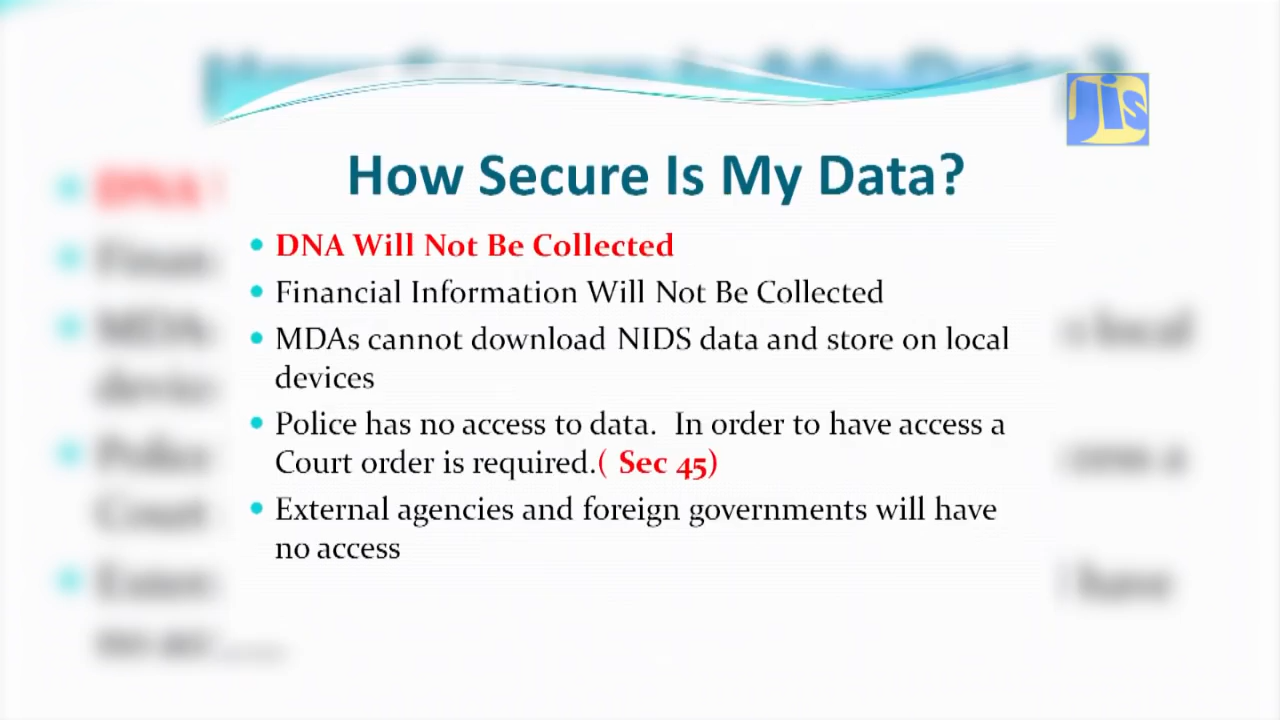 Jis
How Secure Is My Data?
• DNA Will Not Be Collected
• Financial Information Will Not Be Collected
• MDAs cannot download NIDS data and store on local
devices
• Police has no access to data.  In order to have access a
Court order is required.( Sec 45)
• External agencies and foreign governments will have
no access